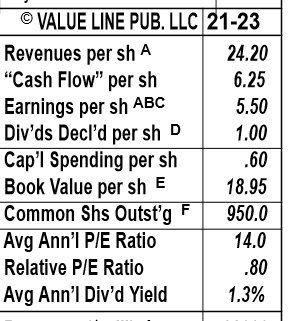 © VALUE LINE PUB. LLC 21-23
Revenues per sh A 24.20
“Cash Flow” per sh 6.25
Earnings per sh ABC 5.50
Div’ds Decl’d per sh D 1.00
Cap’l Spending per sh .60
Book Value per sh E 18.95
Common Shs Outst’g F 950.0
Avg Ann’l P/E Ratio 14.0
Relative P/E Ratio .80
Avg Ann’l Div’d Yield 1.3%